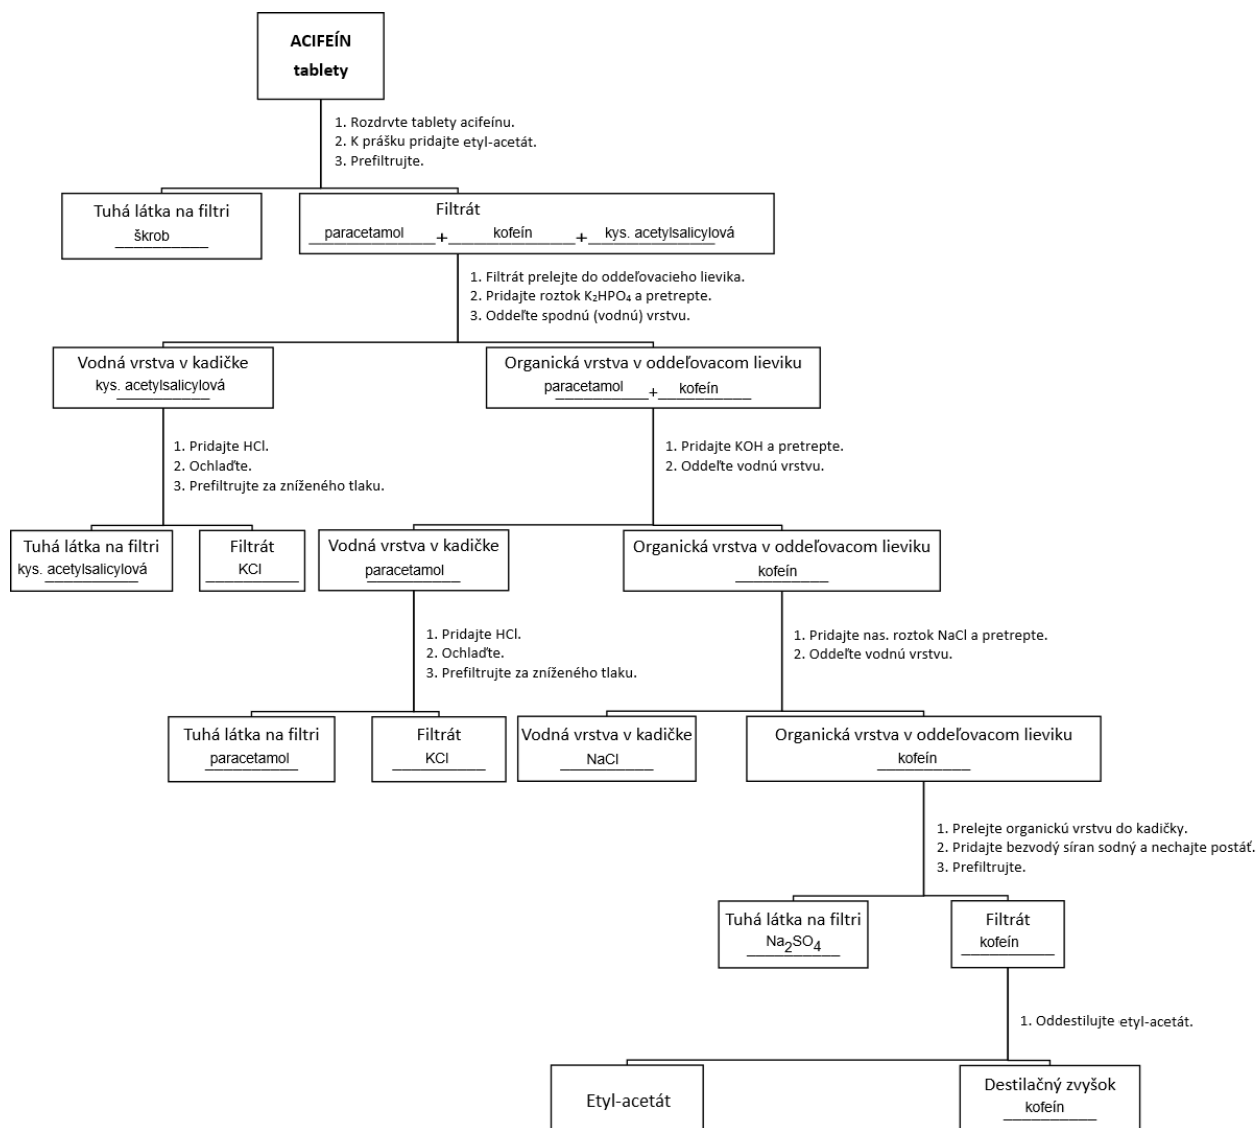 ACIFEÍN
tablety
1. Rozdrvte tablety acifeínu.
2. K prášku pridajte etyl-acetát.
3. Prefiltrujte.
Tuhá látka na filtri
škrob
Filtrát
paracetamol + kofeín + kys. acetylsalicylová
1. Filtrát prelejte do oddeľovacieho lievika.
2. Pridajte roztok K₂HPO₄ a pretrepte.
3. Oddeľte spodnú (vodnú) vrstvu.
Vodná vrstva v kadičke
kys. acetylsalicylová
Organická vrstva v oddeľovacom lieviku
paracetamol + kofeín
1. Pridajte HCl.
2. Ochlaďte.
3. Prefiltrujte za zníženého tlaku.
1. Pridajte KOH a pretrepte.
2. Oddeľte vodnú vrstvu.
Tuhá látka na filtri
kys. acetylsalicylová
Filtrát
KCl
Vodná vrstva v kadičke
paracetamol
Organická vrstva v oddeľovacom lieviku
kofeín
1. Pridajte HCl.
2. Ochlaďte.
3. Prefiltrujte za zníženého tlaku.
1. Pridajte nas. roztok NaCl a pretrepte.
2. Oddeľte vodnú vrstvu.
Tuhá látka na filtri
paracetamol
Filtrát
KCl
Vodná vrstva v kadičke
NaCl
Organická vrstva v oddeľovacom lieviku
kofeín
1. Prelejte organickú vrstvu do kadičky.
2. Pridajte bezvodý síran sodný a nechajte postáť.
3. Prefiltrujte.
Tuhá látka na filtri
Na₂SO₄
Filtrát
kofeín
1. Oddestilujte etyl-acetát.
Etyl-acetát
Destilačný zvyšok
kofeín